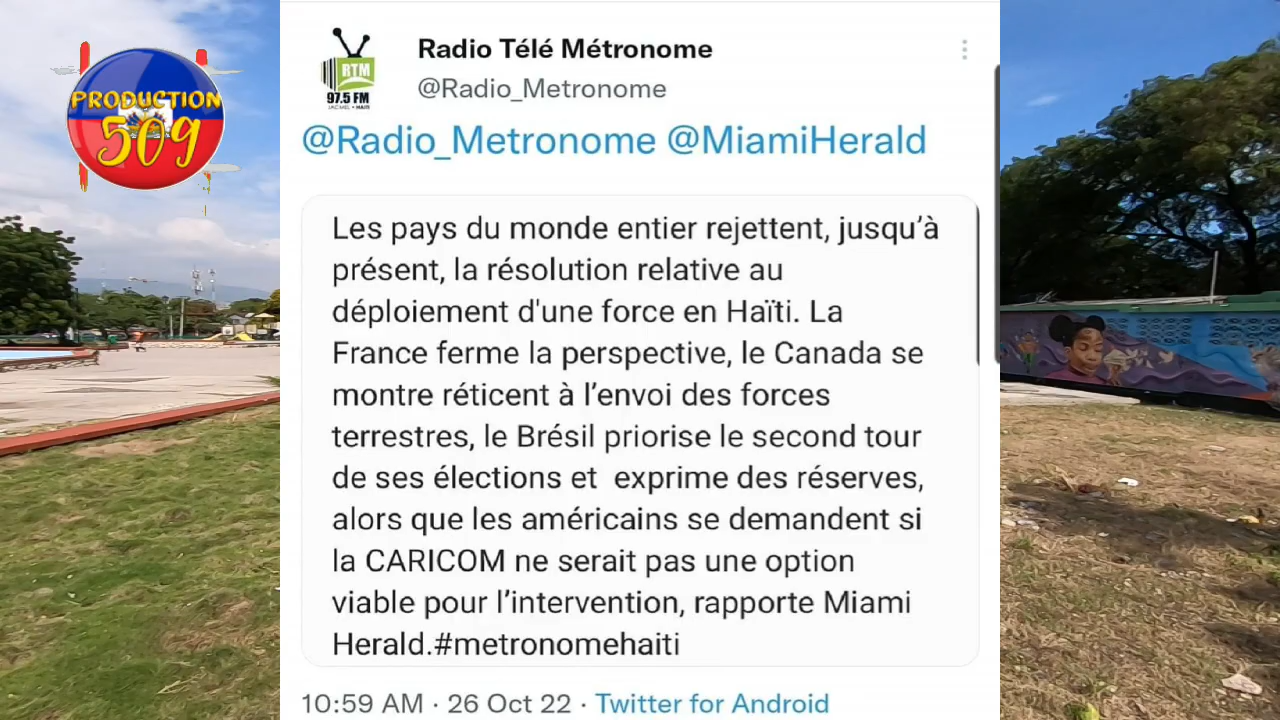 PRODUCTION
509
RTM
97.5 FM
JACMEL • HAITI
Radio Télé Métronome
@Radio_Metronome
@Radio_Metronome @MiamiHerald
Les pays du monde entier rejettent, jusqu’à
présent, la résolution relative au
déploiement d'une force en Haïti. La
France ferme la perspective, le Canada se
montre réticent à l’envoi des forces
terrestres, le Brésil priorise le second tour
de ses élections et  exprime des réserves,
alors que les américains se demandent si
la CARICOM ne serait pas une option
viable pour l’intervention, rapporte Miami
Herald.#metronomehaiti
10:59 AM · 26 Oct 22 · Twitter for Android